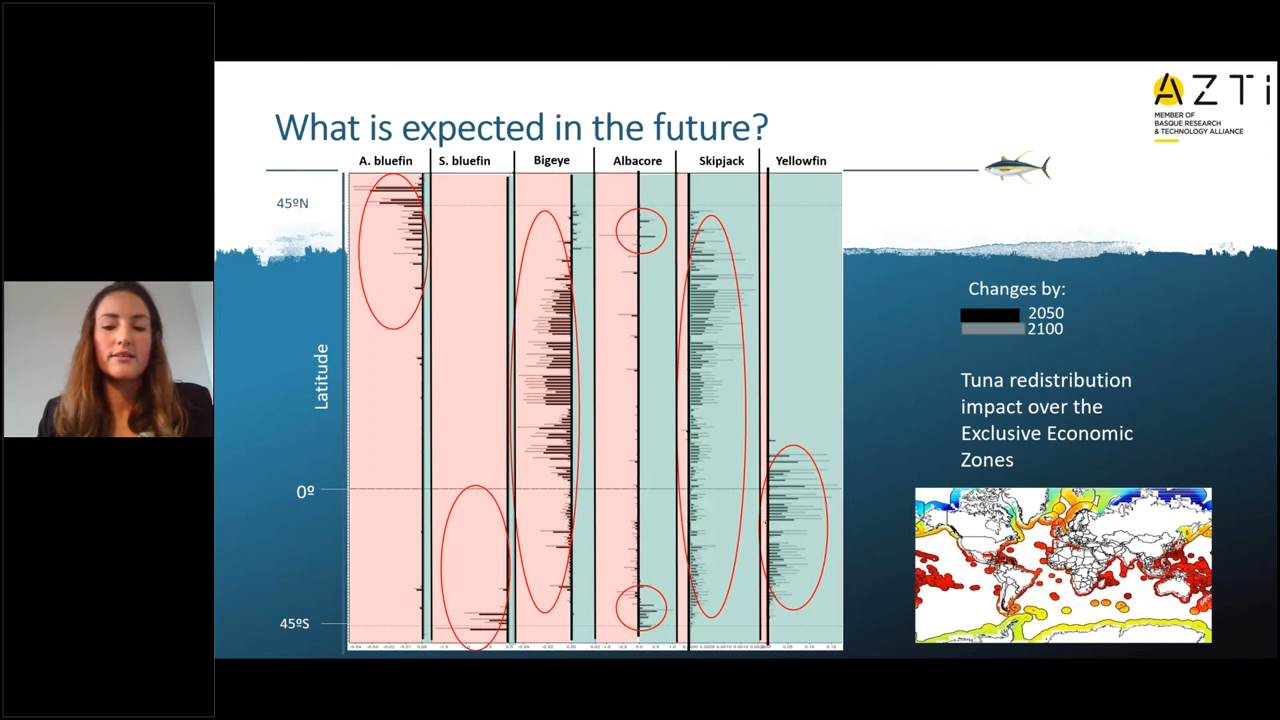 AZTi
MEMBER OF
BASQUE RESEARCH
& TECHNOLOGY ALLIANCE
What is expected in the future?
A. bluefin
S. bluefin
Bigeye
Albacore
Skipjack
Yellowfin
45ºN
Latitude
0º
45ºS
Changes by:
2050
2100
Tuna redistribution
impact over the
Exclusive Economic
Zones